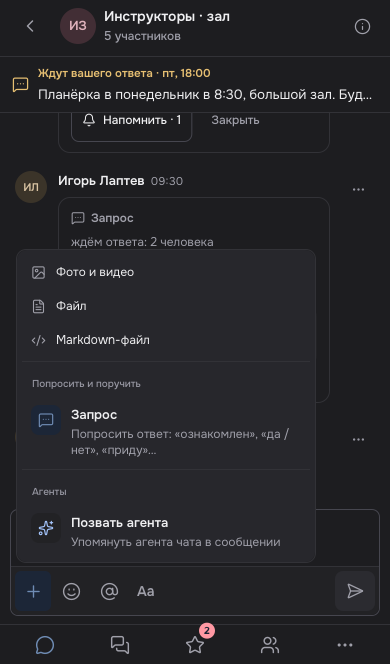 ИЗ
Инструкторы · зал
5 участников
Ждут вашего ответа · пт, 18:00
Планёрка в понедельник в 8:30, большой зал. Буд...
Напомнить · 1
Закрыть
ИЛ
Игорь Лаптев 09:30
Запрос
ждём ответа: 2 человека
Фото и видео
Файл
Markdown-файл
Попросить и поручить
Запрос
Попросить ответ: «ознакомлен», «да /
нет», «приду»...
Агенты
Позвать агента
Упомянуть агента чата в сообщении
Aa
2